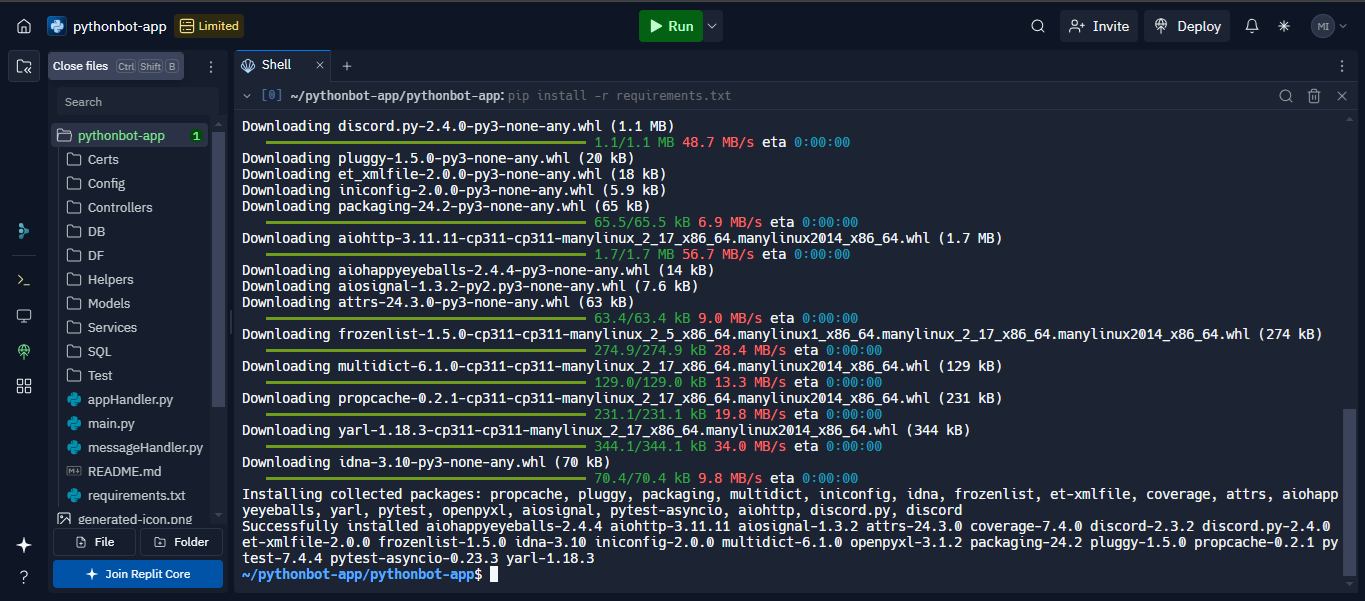 pythonbot-app
Limited
Run
Invite
Deploy
MI
Close files Ctrl Shift B
Shell
Search
[0] ~/pythonbot-app/pythonbot-app: pip install -r requirements.txt
pythonbot-app 1
Certs
Config
Controllers
DB
DF
Helpers
Models
Services
SQL
Test
appHandler.py
main.py
messageHandler.py
README.md
requirements.txt
generated-icon.png
File
Folder
Join Replit Core
Downloading discord.py-2.4.0-py3-none-any.whl (1.1 MB)
1.1/1.1 MB 48.7 MB/s eta 0:00:00
Downloading pluggy-1.5.0-py3-none-any.whl (20 kB)
Downloading et_xmlfile-2.0.0-py3-none-any.whl (18 kB)
Downloading iniconfig-2.0.0-py3-none-any.whl (5.9 kB)
Downloading packaging-24.2-py3-none-any.whl (65 kB)
65.5/65.5 kB 6.9 MB/s eta 0:00:00
Downloading aiohttp-3.11.11-cp311-cp311-manylinux_2_17_x86_64.manylinux2014_x86_64.whl (1.7 MB)
1.7/1.7 MB 56.7 MB/s eta 0:00:00
Downloading aiohappyeyeballs-2.4.4-py3-none-any.whl (14 kB)
Downloading aiosignal-1.3.2-py2.py3-none-any.whl (7.6 kB)
Downloading attrs-24.3.0-py3-none-any.whl (63 kB)
63.4/63.4 kB 9.0 MB/s eta 0:00:00
Downloading frozenlist-1.5.0-cp311-cp311-manylinux_2_5_x86_64.manylinux1_x86_64.manylinux_2_17_x86_64.manylinux2014_x86_64.whl (274 kB)
274.9/274.9 kB 28.4 MB/s eta 0:00:00
Downloading multidict-6.1.0-cp311-cp311-manylinux_2_17_x86_64.manylinux2014_x86_64.whl (129 kB)
129.0/129.0 kB 13.3 MB/s eta 0:00:00
Downloading propcache-0.2.1-cp311-cp311-manylinux_2_17_x86_64.manylinux2014_x86_64.whl (231 kB)
231.1/231.1 kB 19.8 MB/s eta 0:00:00
Downloading yarl-1.18.3-cp311-cp311-manylinux_2_17_x86_64.manylinux2014_x86_64.whl (344 kB)
344.1/344.1 kB 34.0 MB/s eta 0:00:00
Downloading idna-3.10-py3-none-any.whl (70 kB)
70.4/70.4 kB 9.8 MB/s eta 0:00:00
Installing collected packages: propcache, pluggy, packaging, multidict, iniconfig, idna, frozenlist, et-xmlfile, coverage, attrs, aiohapp
yeyeballs, yarl, pytest, openpyxl, aiosignal, pytest-asyncio, aiohttp, discord.py, discord
Successfully installed aiohappyeyeballs-2.4.4 aiohttp-3.11.11 aiosignal-1.3.2 attrs-24.3.0 coverage-7.4.0 discord-2.3.2 discord.py-2.4.0
et-xmlfile-2.0.0 frozenlist-1.5.0 idna-3.10 iniconfig-2.0.0 multidict-6.1.0 openpyxl-3.1.2 packaging-24.2 pluggy-1.5.0 propcache-0.2.1 py
test-7.4.4 pytest-asyncio-0.23.3 yarl-1.18.3
~/pythonbot-app/pythonbot-app$